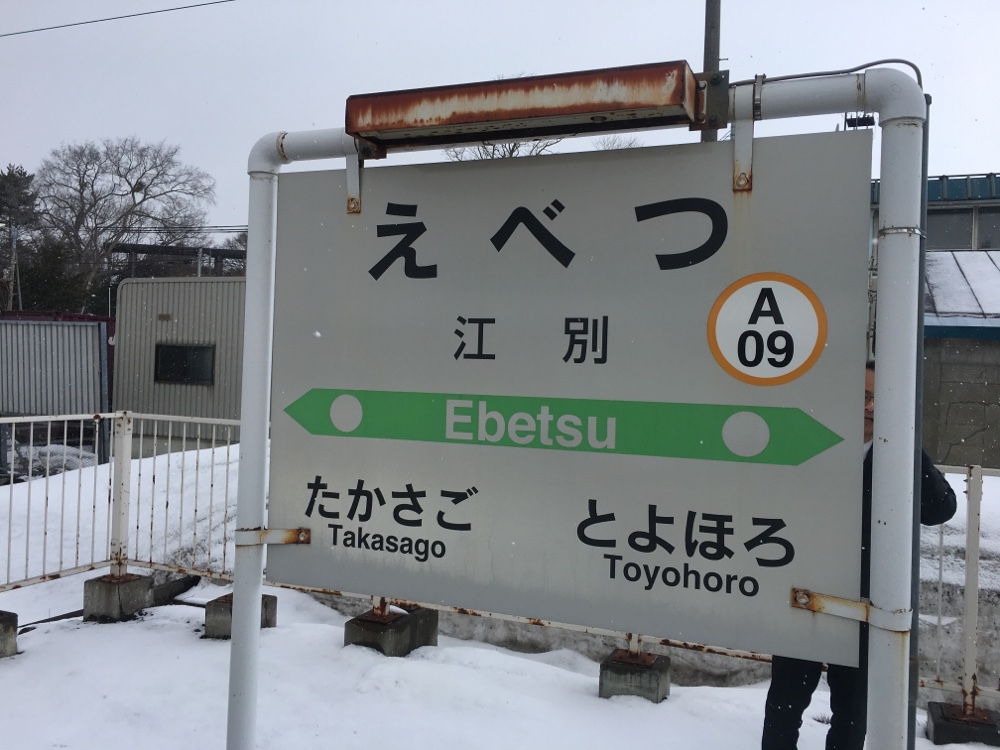 えべつ
江別
A
09
Ebetsu
たかさご
Takasago
とよほろ
Toyohoro